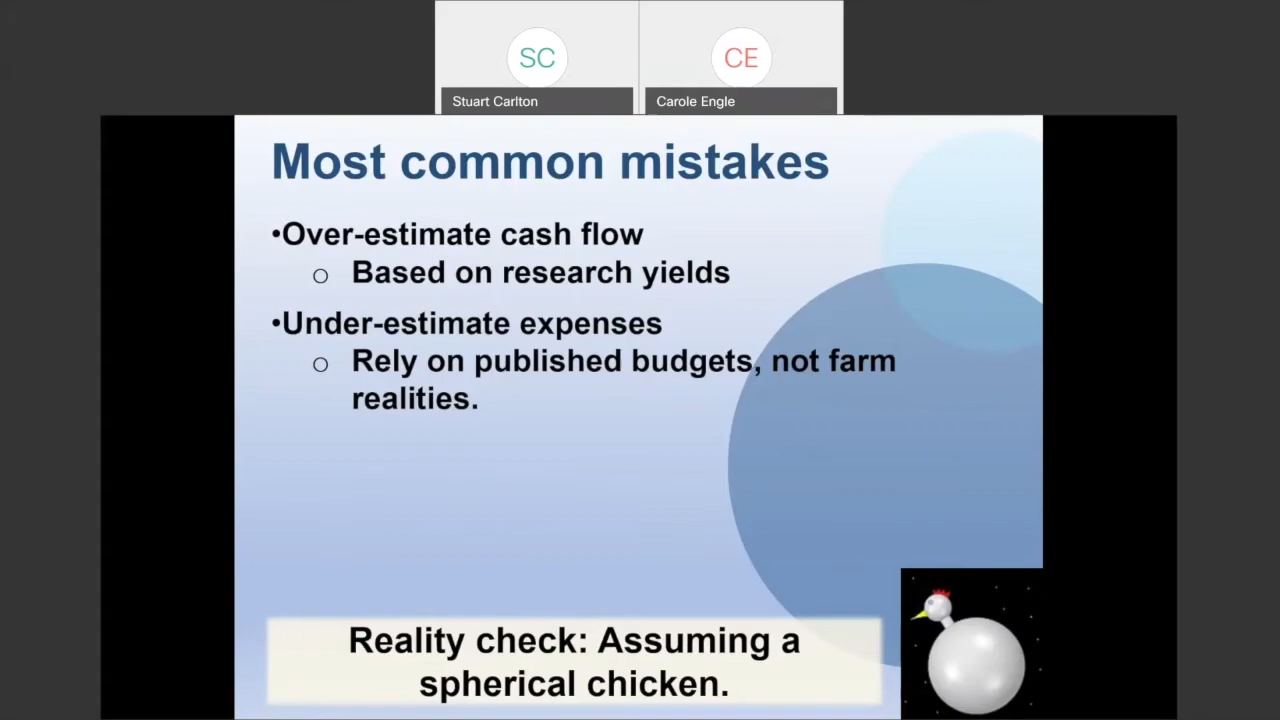 SC
CE
Stuart Carlton
Carole Engle
Most common mistakes
•Over-estimate cash flow
o Based on research yields
•Under-estimate expenses
o Rely on published budgets, not farm
realities.
Reality check: Assuming a
spherical chicken.